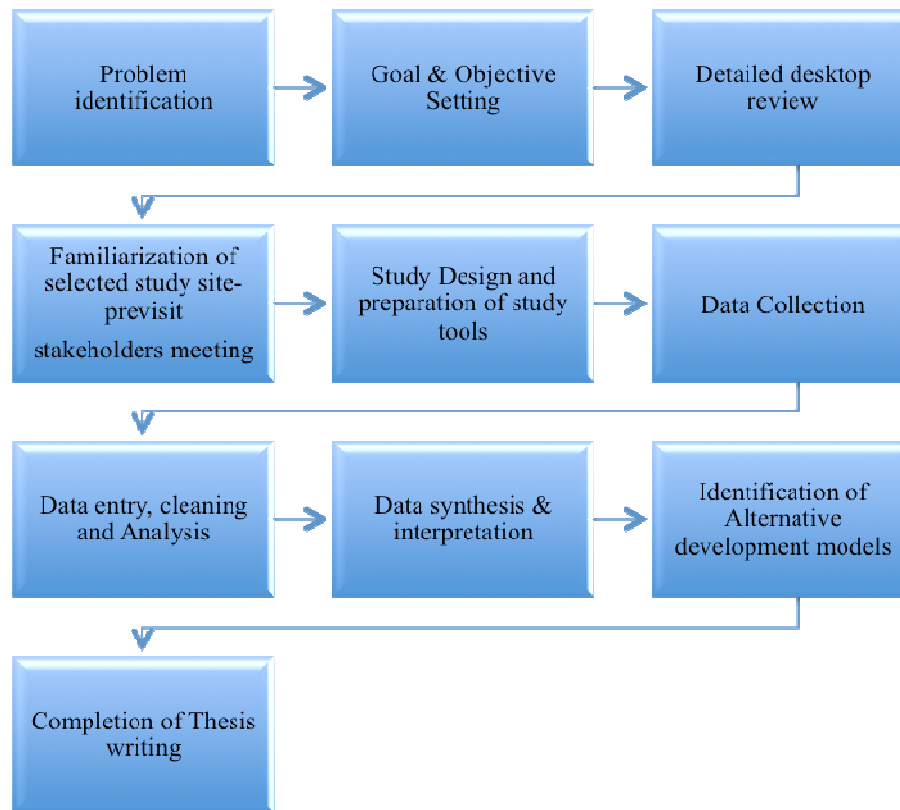 Problem
identification
Goal & Objective
Setting
Detailed desktop
review
Familiarization of
selected study site-
previsit
stakeholders meeting
Study Design and
preparation of study
tools
Data Collection
Data entry, cleaning
and Analysis
Data synthesis &
interpretation
Identification of
Alternative
development models
Completion of Thesis
writing